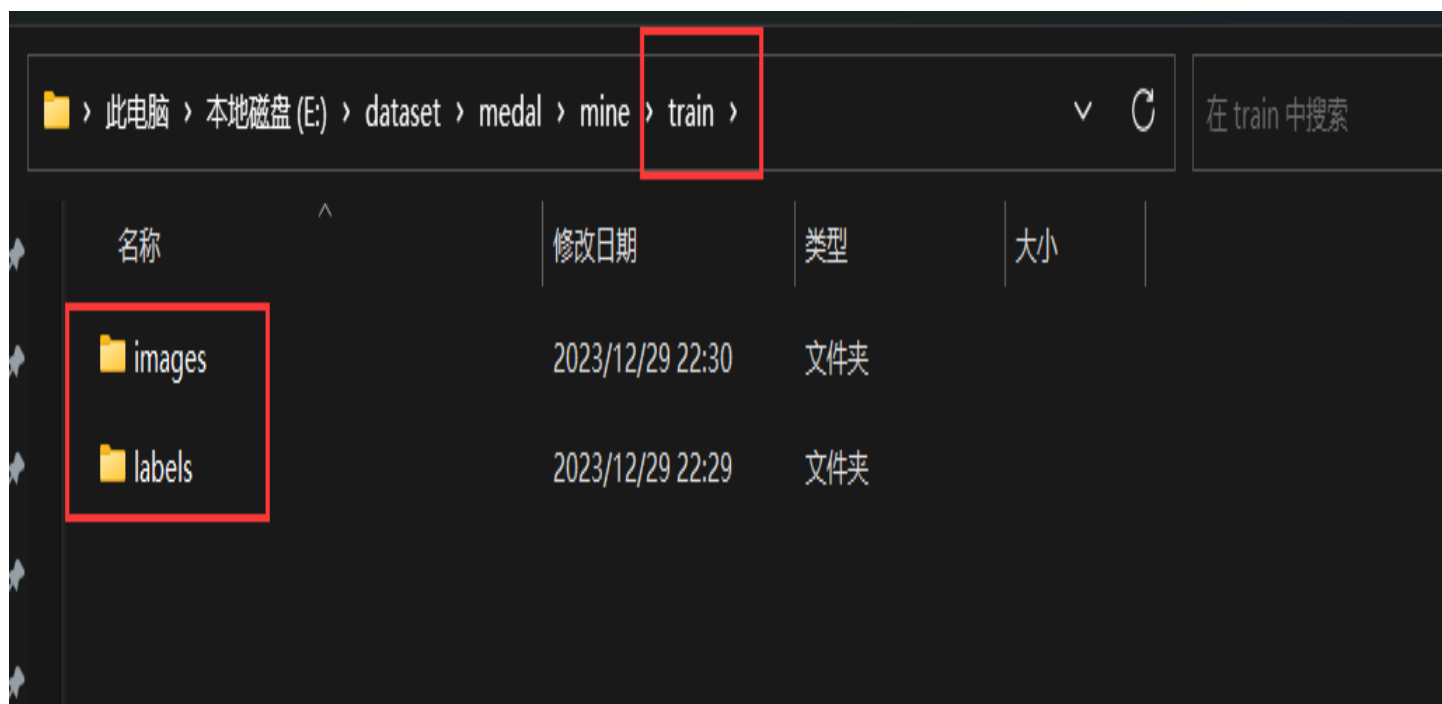 › 此电脑 › 本地磁盘 (E:) › dataset › medal › mine › train › 在 train 中搜索
名称 修改日期 类型 大小
images 2023/12/29 22:30 文件夹
labels 2023/12/29 22:29 文件夹